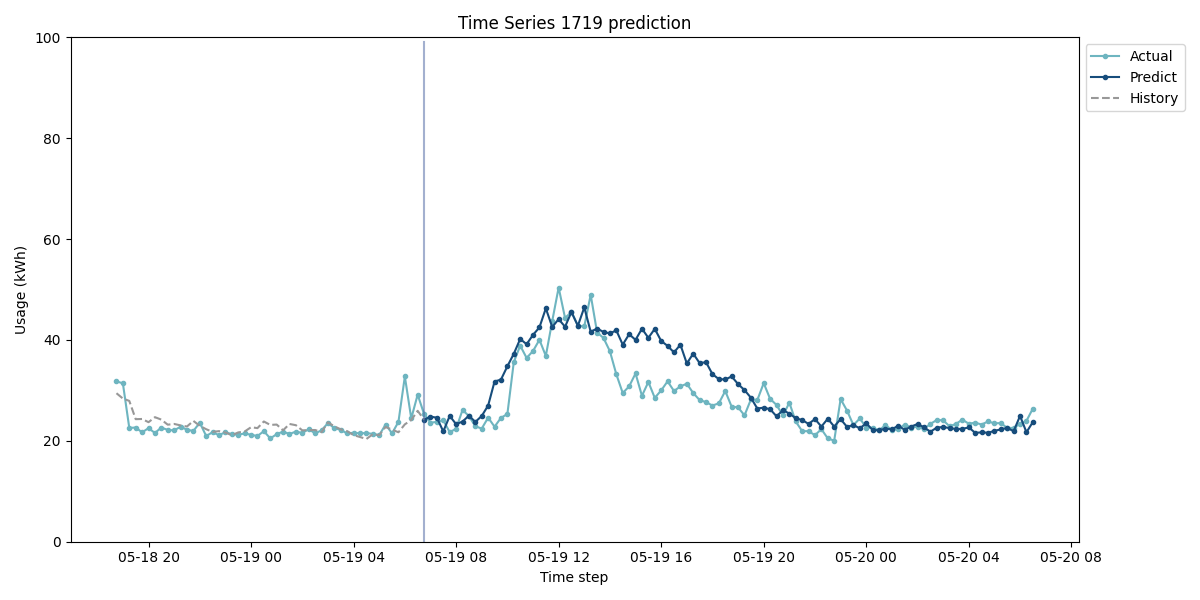 Time Series 1719 prediction
Usage (kWh)
100
80
60
40
20
0
05-18 20
05-19 00
05-19 04
05-19 08
05-19 12
05-19 16
05-19 20
05-20 00
05-20 04
05-20 08
Time step
Actual
Predict
History